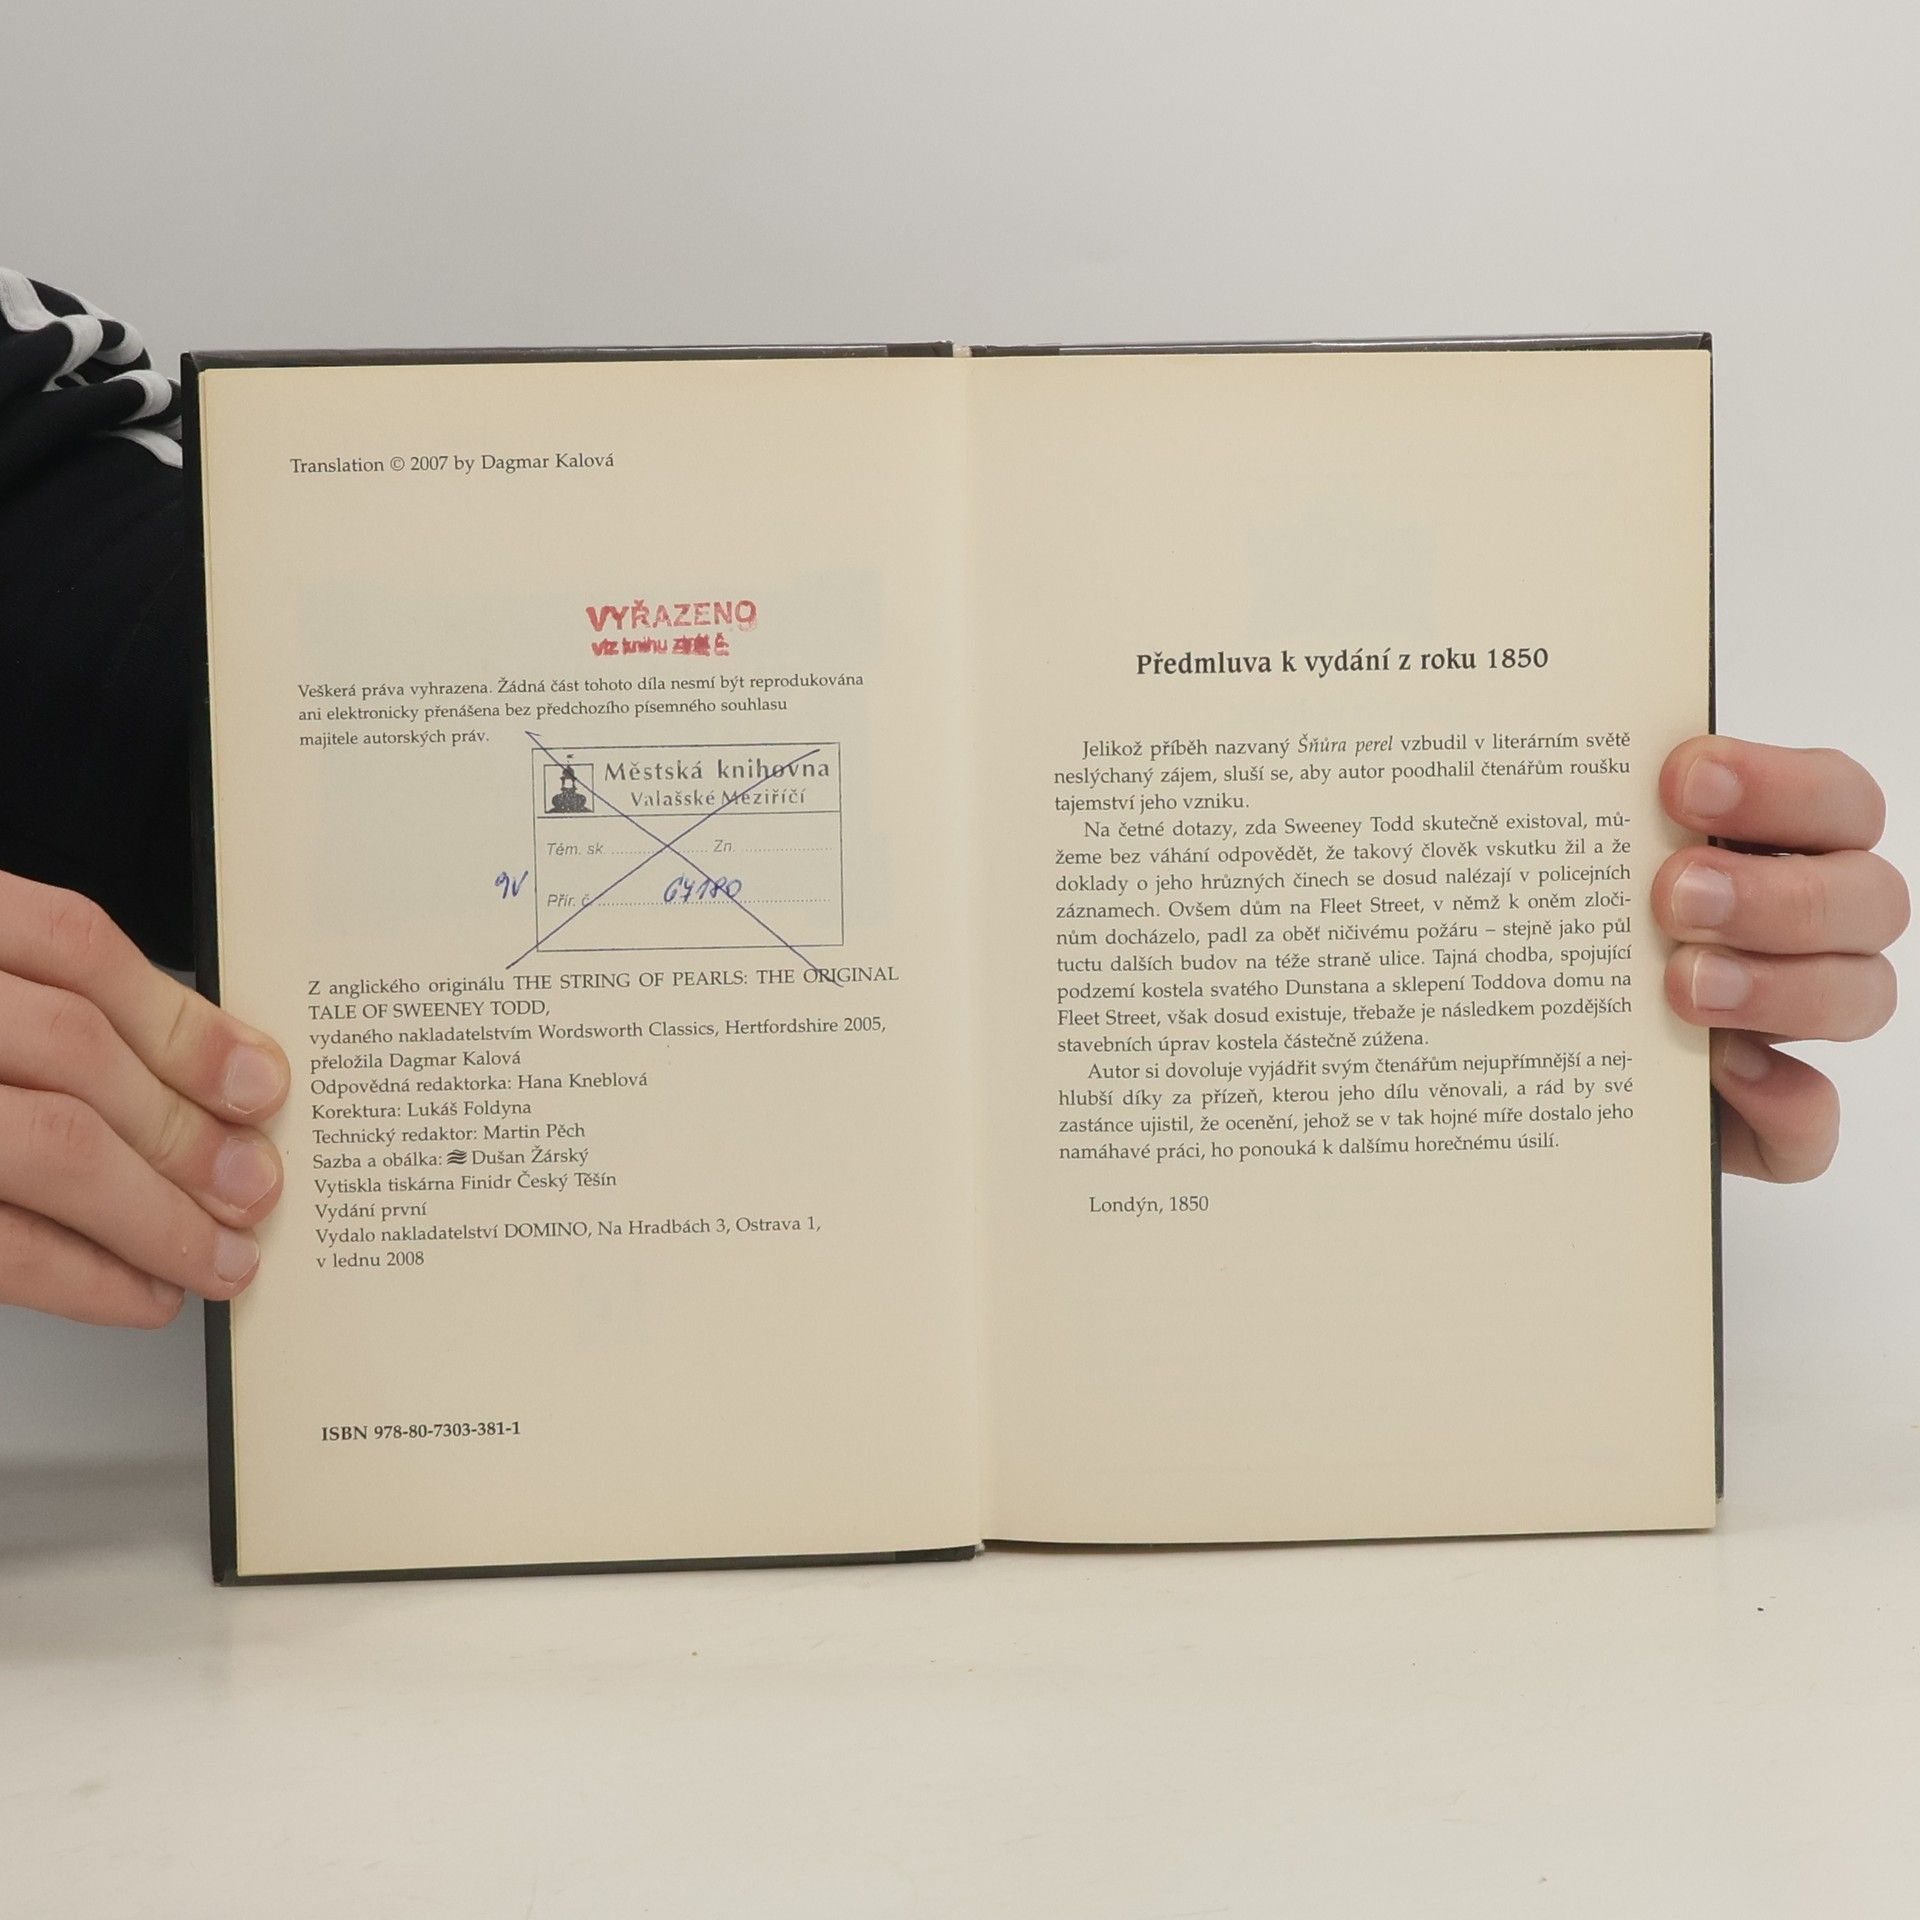 Translation © 2007 by Dagmar Kalová
VYŘAZENO
viz knihu ztrát č.
Veškerá práva vyhrazena. Žádná část tohoto díla nesmí být reprodukována
ani elektronicky přenášena bez předchozího písemného souhlasu
majitele autorských práv.
Městská knihovna
Valašské Meziříčí
Tém. sk. Zn.
Přír. č. 67180
Z anglického originálu THE STRING OF PEARLS: THE ORIGINAL
TALE OF SWEENEY TODD,
vydaného nakladatelstvím Wordsworth Classics, Hertfordshire 2005,
přeložila Dagmar Kalová
Odpovědná redaktorka: Hana Kneblová
Korektura: Lukáš Foldyna
Technický redaktor: Martin Pěch
Sazba a obálka: Dušan Žárský
Vytiskla tiskárna Finidr Český Těšín
Vydání první
Vydalo nakladatelství DOMINO, Na Hradbách 3, Ostrava 1,
v lednu 2008
ISBN 978-80-7303-381-1
Předmluva k vydání z roku 1850
Jelikož příběh nazvaný Šňůra perel vzbudil v literárním světě
neslýchaný zájem, sluší se, aby autor poodhalil čtenářům roušku
tajemství jeho vzniku.
Na četné dotazy, zda Sweeney Todd skutečně existoval, mů-
žeme bez váhání odpovědět, že takový člověk vskutku žil a že
doklady o jeho hrůzných činech se dosud nalézají v policejních
záznamech. Ovšem dům na Fleet Street, v němž k oněm zloči-
nům docházelo, padl za oběť ničivému požáru – stejně jako půl
tuctu dalších budov na téže straně ulice. Tajná chodba, spojující
podzemí kostela svatého Dunstana a sklepení Toddova domu na
Fleet Street, však dosud existuje, třebaže je následkem pozdějších
stavebních úprav kostela částečně zúžena.
Autor si dovoluje vyjádřit svým čtenářům nejupřímnější a nej-
hlubší díky za přízeň, kterou jeho dílu věnovali, a rád by své
zastánce ujistil, že ocenění, jehož se v tak hojné míře dostalo jeho
namáhavé práci, ho ponouká k dalšímu horečnému úsilí.
Londýn, 1850